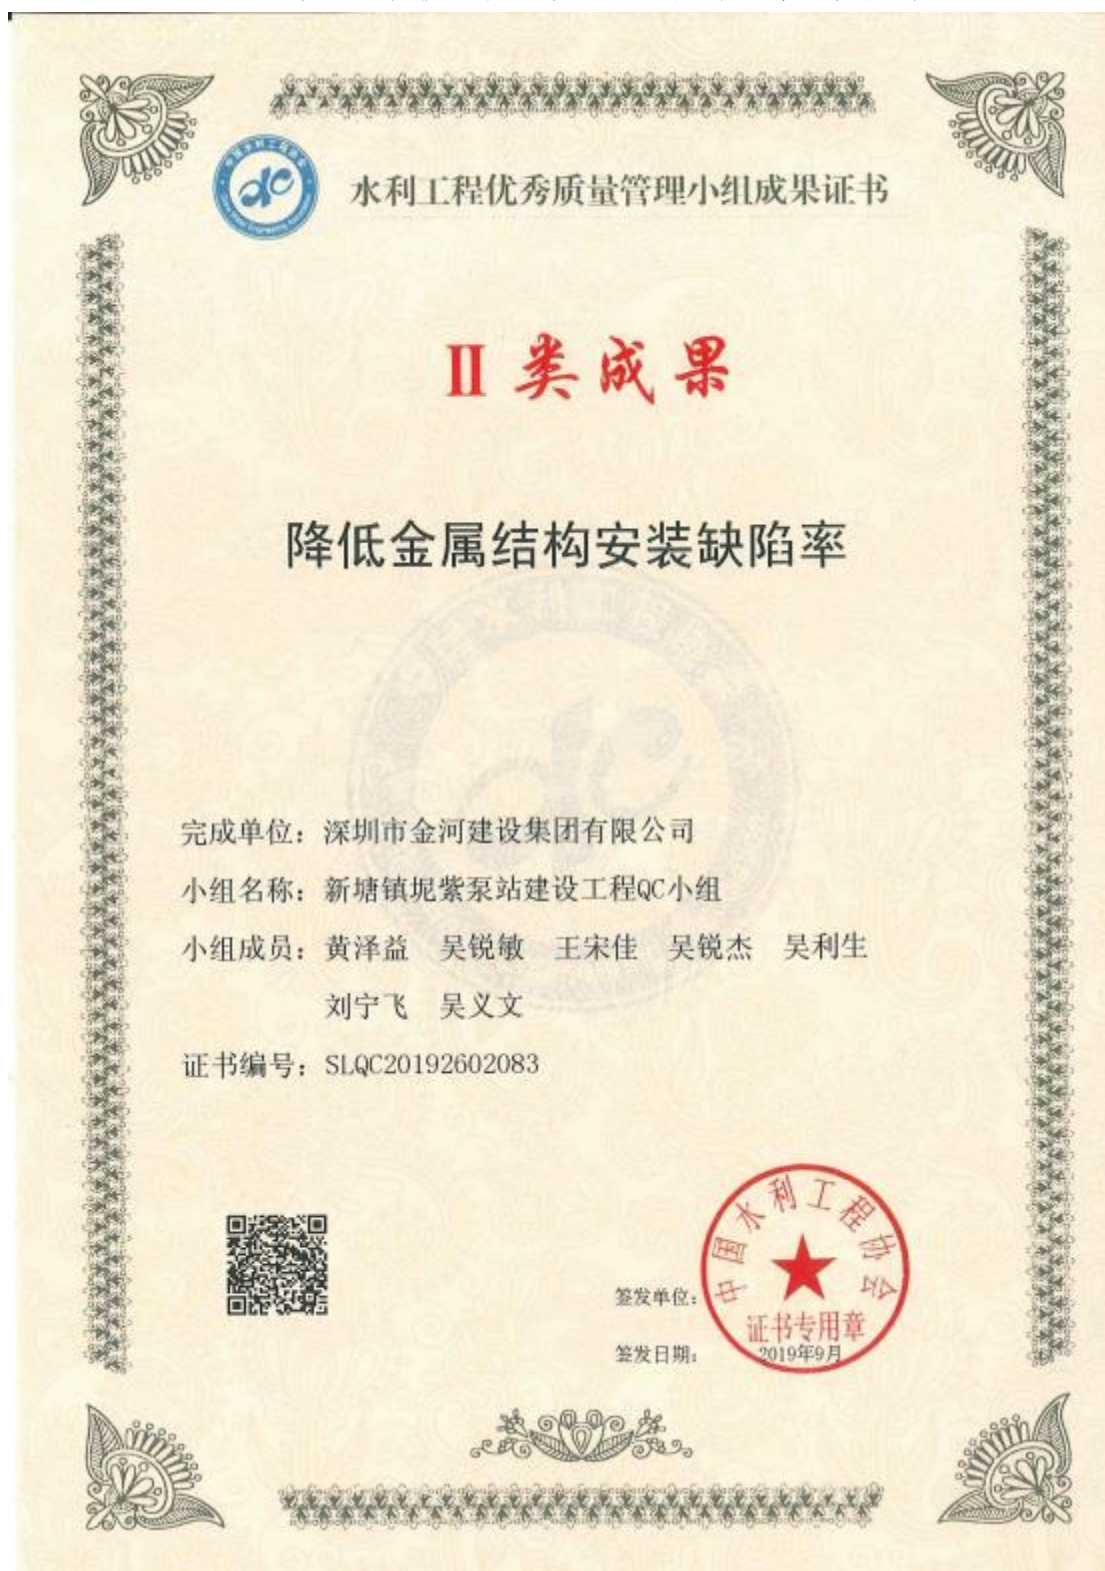 水利工程优秀质量管理小组成果证书
II类成果
降低金属结构安装缺陷率
完成单位：深圳市金河建设集团有限公司
小组名称：新塘镇坭紫泵站建设工程QC小组
小组成员：黄泽益 吴锐敏 王宋佳 吴锐杰 吴利生
刘宁飞 吴义文
证书编号：SLQC20192602083
中国水利工程协会
签发单位：
证书专用章
签发日期：2019年9月